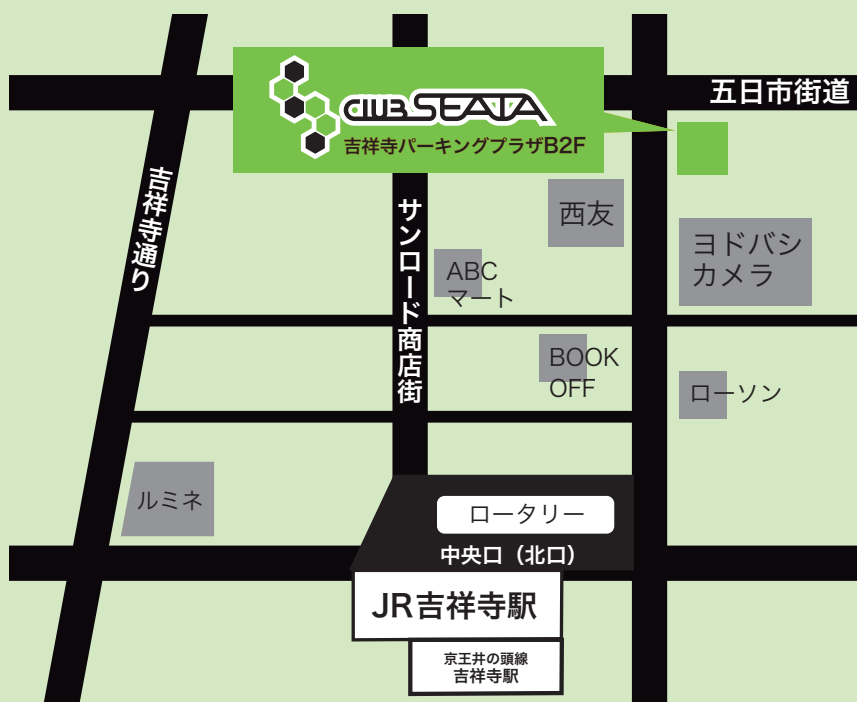 CLUB SEATA
吉祥寺パーキングプラザB2F
五日市街道
吉祥寺通り
サンロード商店街
西友
ヨドバシ
カメラ
ABC
マート
BOOK
OFF
ローソン
ルミネ
ロータリー
中央口（北口）
JR吉祥寺駅
京王井の頭線
吉祥寺駅